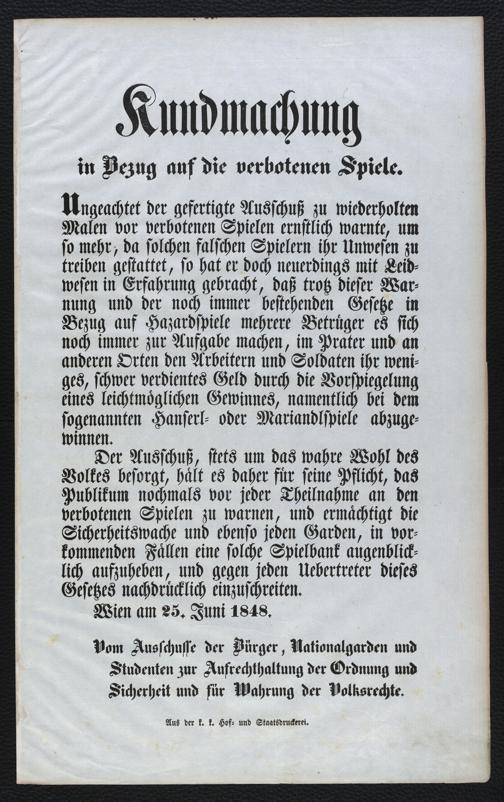 Kundmachung
in Bezug auf die verbotenen Spiele.
Ungeachtet der gefertigte Ausschuß zu wiederholten
Malen vor verbotenen Spielen ernstlich warnte, um
so mehr, da solchen falschen Spielern ihr Unwesen zu
treiben gestattet, so hat er doch neuerdings mit Leid-
wesen in Erfahrung gebracht, daß trotz dieser War-
nung und der noch immer bestehenden Gesetze in
Bezug auf Hazardspiele mehrere Betrüger es sich
noch immer zur Aufgabe machen, im Prater und an
anderen Orten den Arbeitern und Soldaten ihr weni-
ges, schwer verdientes Geld durch die Vorspiegelung
eines leichtmöglichen Gewinnes, namentlich bei dem
sogenannten Hanserl- oder Mariandlspiele abzuge-
winnen.
Der Ausschuß, stets um das wahre Wohl des
Volkes besorgt, hält es daher für seine Pflicht, das
Publikum nochmals vor jeder Theilnahme an den
verbotenen Spielen zu warnen, und ermächtigt die
Sicherheitswache und ebenso jeden Garden, in vor-
kommenden Fällen eine solche Spielbank augenblick-
lich aufzuheben, und gegen jeden Uebertreter dieses
Gesetzes nachdrücklich einzuschreiten.
Wien am 25. Juni 1848.
Vom Ausschusse der Bürger, Nationalgarden und
Studenten zur Aufrechthaltung der Ordnung und
Sicherheit und für Wahrung der Volksrechte.
Aus der k. k. Hof- und Staatsdruckerei.